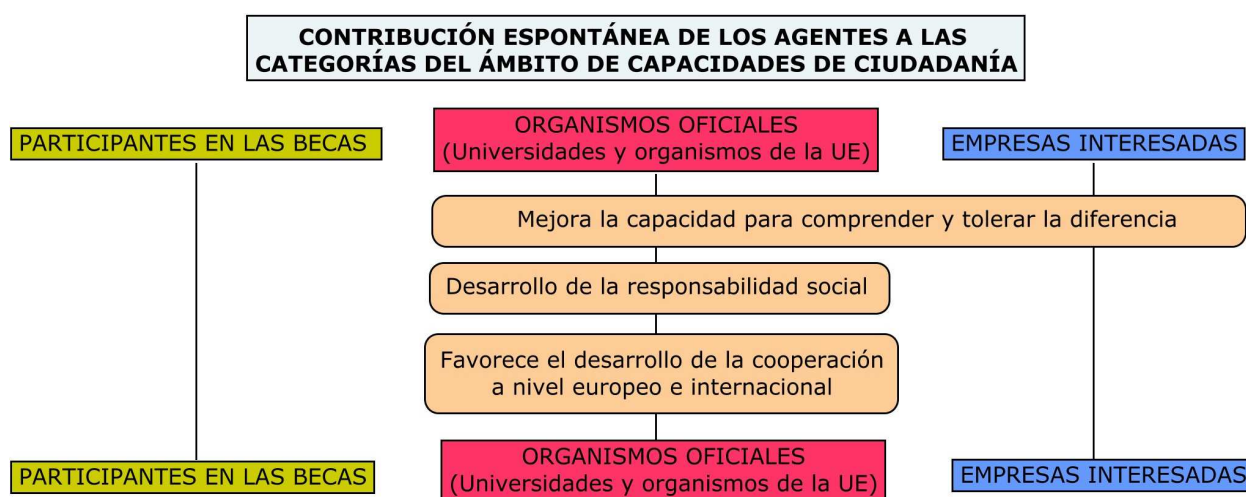 CONTRIBUCIÓN ESPONTÁNEA DE LOS AGENTES A LAS
CATEGORÍAS DEL ÁMBITO DE CAPACIDADES DE CIUDADANÍA
PARTICIPANTES EN LAS BECAS
ORGANISMOS OFICIALES
(Universidades y organismos de la UE)
EMPRESAS INTERESADAS
Mejora la capacidad para comprender y tolerar la diferencia
Desarrollo de la responsabilidad social
Favorece el desarrollo de la cooperación
a nivel europeo e internacional
PARTICIPANTES EN LAS BECAS
ORGANISMOS OFICIALES
(Universidades y organismos de la UE)
EMPRESAS INTERESADAS